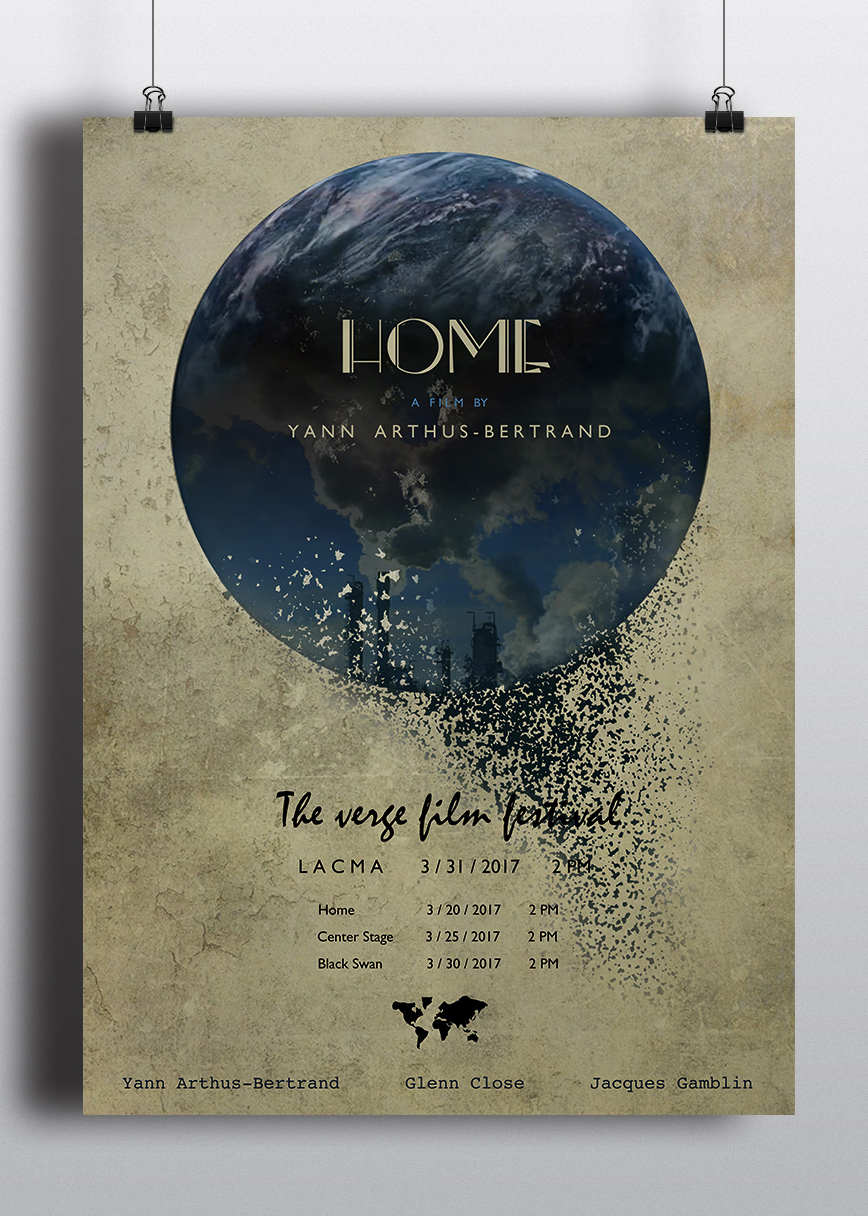 HOME
A FILM BY
YANN ARTHUS-BERTRAND
The verge film festival
LACMA 3/31/2017 2 PM
Home 3/20/2017 2 PM
Center Stage 3/25/2017 2 PM
Black Swan 3/30/2017 2 PM
Yann Arthus-Bertrand Glenn Close Jacques Gamblin